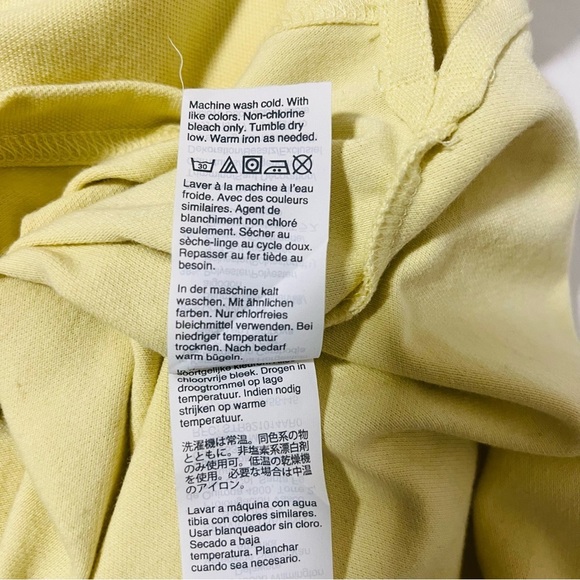 Machine wash cold. With
like colors. Non-chlorine
bleach only. Tumble dry
low. Warm iron as needed.
30
Laver à la machine à l'eau
froide. Avec des couleurs
similaires. Agent de
blanchiment non chloré
seulement. Sécher au
sèche-linge au cycle doux.
Repasser au fer tiède au
besoin.
In der maschine kalt
waschen. Mit ähnlichen
farben. Nur chlorfreies
bleichmittel verwenden. Bei
niedriger temperatur
trocknen. Nach bedarf
warm bügeln.
chloorvrije bleek. Drogen in
droogtrommel op lage
temperatuur. Indien nodig
strijken op warme
temperatuur.
洗濯機は常温。同色系の物
とともに。非塩素系漂白剤
のみ使用可。低温の乾燥機
を使用。必要な場合は中温
のアイロン。
Lavar a máquina con agua
tibia con colores similares.
Usar blanqueador sin cloro.
Secado a baja
temperatura. Planchar
cuando sea necesario.